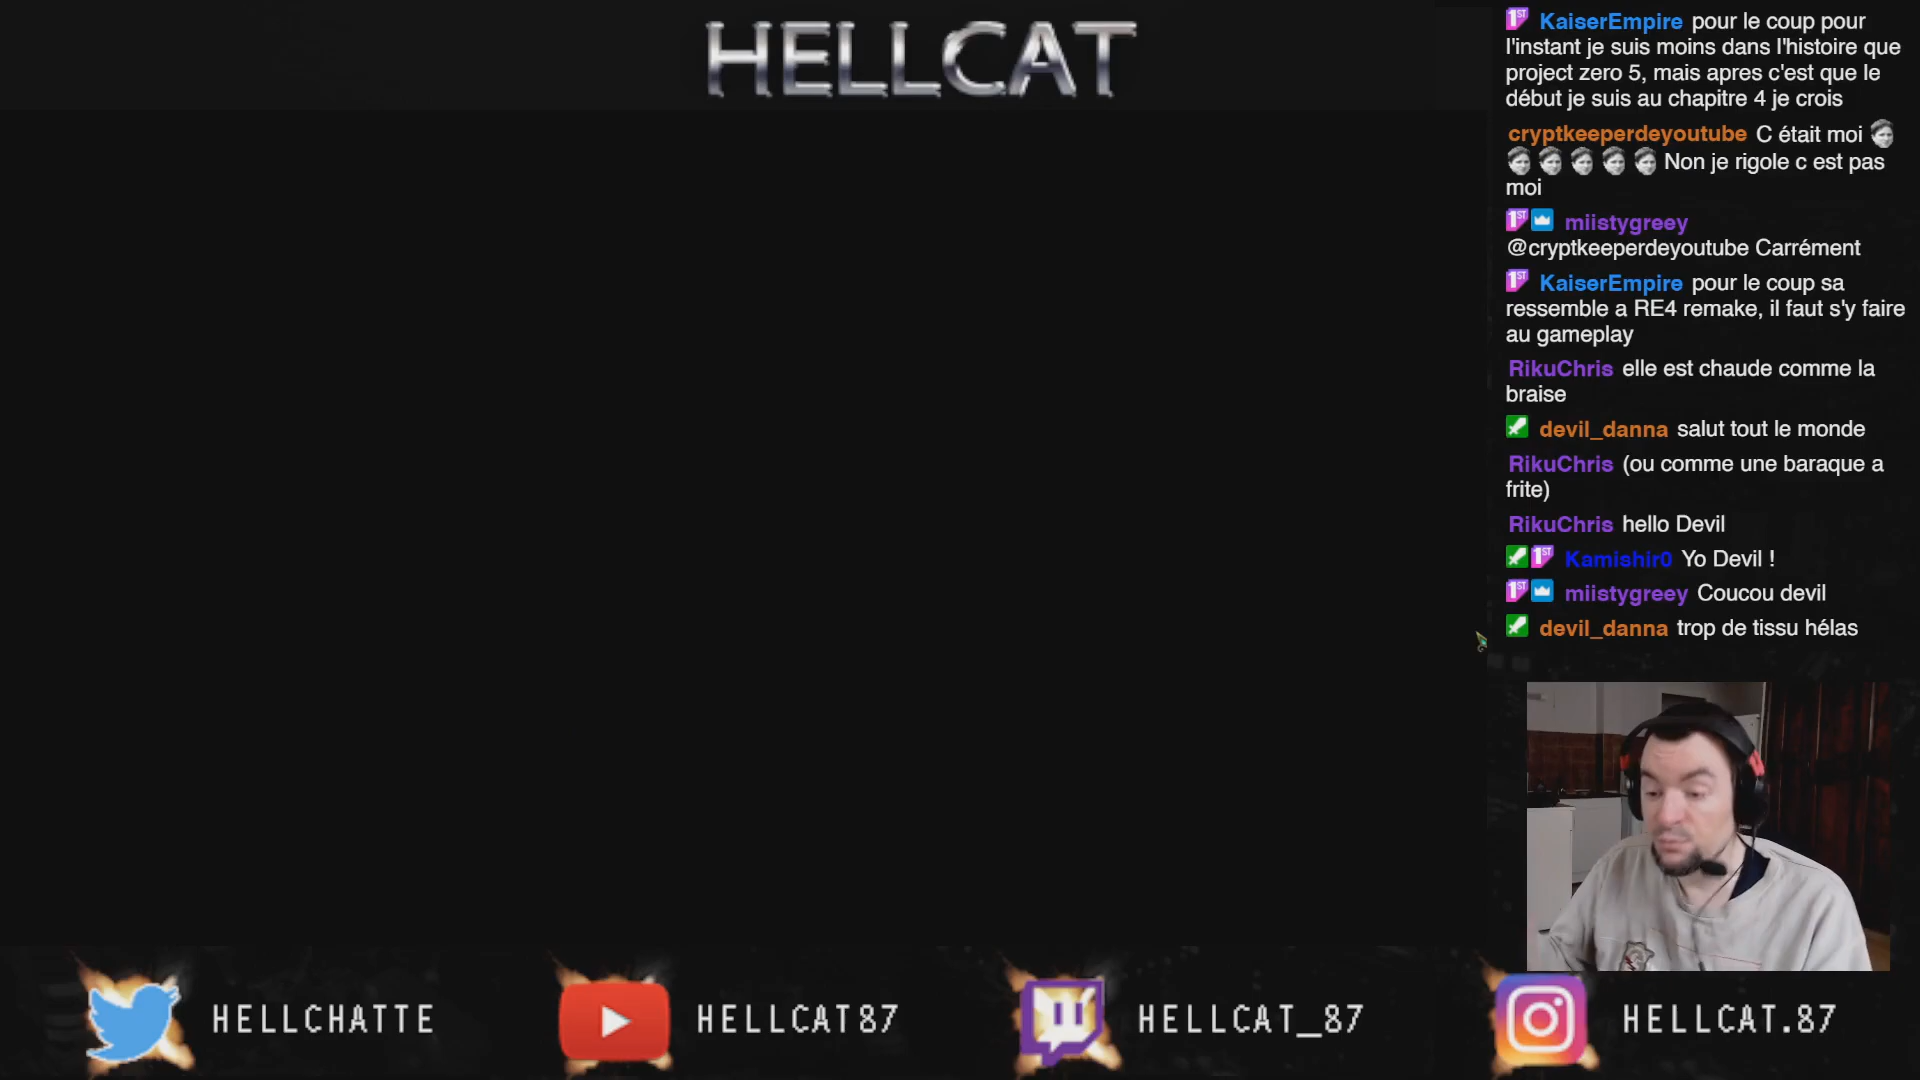 HELLCAT
KaiserEmpire pour le coup pour
l'instant je suis moins dans l'histoire que
project zero 5, mais apres c'est que le
début je suis au chapitre 4 je crois
cryptkeeperdeyoutube C était moi
Non je rigole c est pas
moi
miistygreey
@cryptkeeperdeyoutube Carrément
KaiserEmpire pour le coup sa
ressemble a RE4 remake, il faut s'y faire
au gameplay
RikuChris elle est chaude comme la
braise
devil_danna salut tout le monde
RikuChris (ou comme une baraque a
frite)
RikuChris hello Devil
Kamishir0 Yo Devil !
miistygreey Coucou devil
devil_danna trop de tissu hélas
HELLCHATTE
HELLCAT87
HELLCAT_87
HELLCAT.87